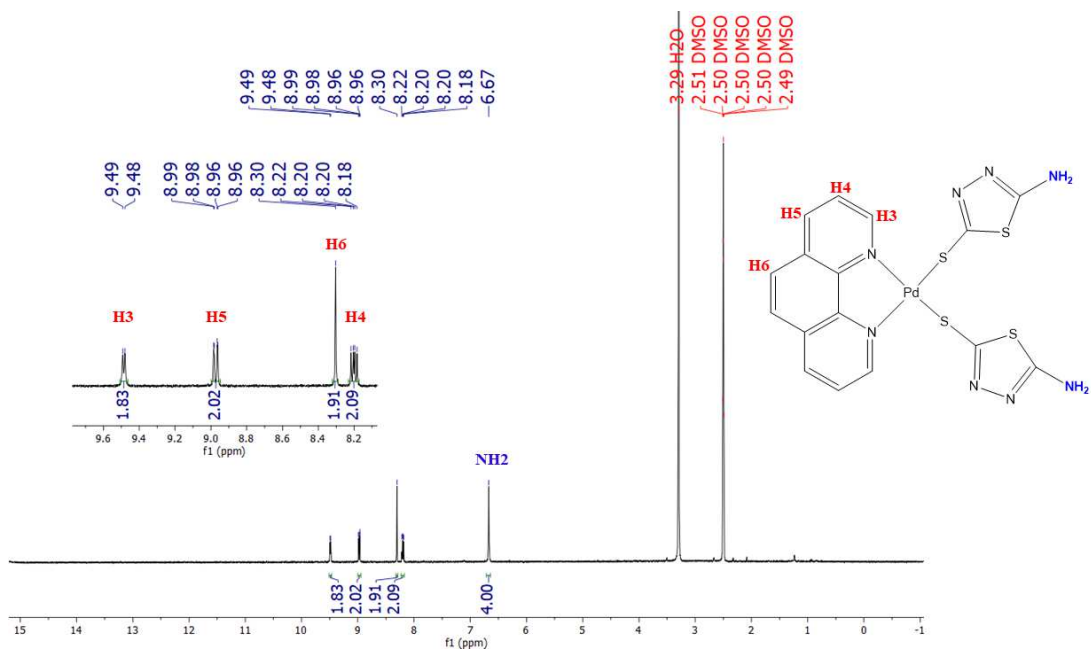 9.49
9.48
8.99
8.98
8.96
8.96
8.30
8.22
8.20
8.20
8.18
6.67
3.29 H2O
2.51 DMSO
2.50 DMSO
2.50 DMSO
2.50 DMSO
2.49 DMSO
9.49
9.48
8.99
8.98
8.96
8.96
8.30
8.22
8.20
8.20
8.18
H3 H5 H6 H4
1.83 2.02 1.91 2.09
9.6 9.4 9.2 9.0 8.8 8.6 8.4 8.2
f1 (ppm)
H4
H5 H3
H6
N N
S
NH2
S
N
Pd
N
S
S
N N
NH2
NH2
1.83 2.02 1.91 2.09 4.00
15 14 13 12 11 10 9 8 7 6 5 4 3 2 1 0 -1
f1 (ppm)